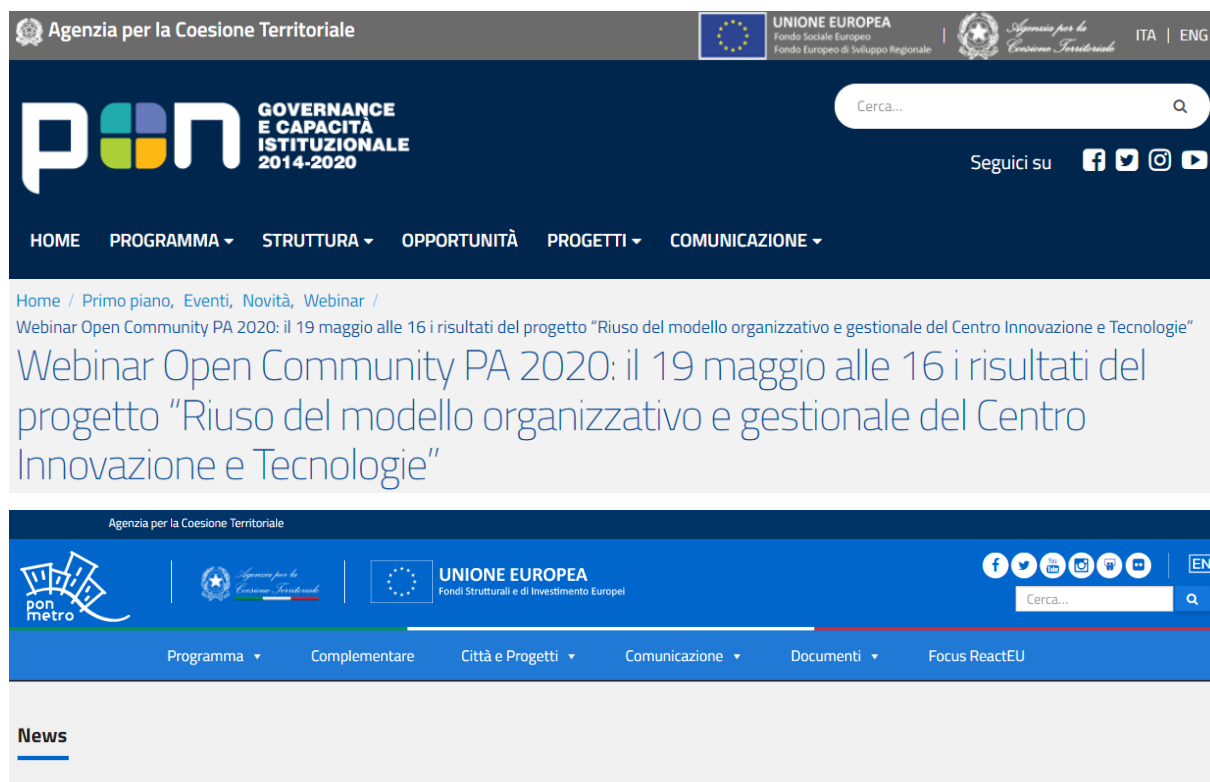 Agenzia per la Coesione Territoriale
UNIONE EUROPEA
Fondo Sociale Europeo
Fondo Europeo di Sviluppo Regionale
Agenzia per la
Coesione Territoriale
ITA | ENG
pon
GOVERNANCE
E CAPACITÀ
ISTITUZIONALE
2014-2020
Cerca...
Seguici su
HOME PROGRAMMA STRUTTURA OPPORTUNITÀ PROGETTI COMUNICAZIONE
Home / Primo piano, Eventi, Novità, Webinar /
Webinar Open Community PA 2020: il 19 maggio alle 16 i risultati del progetto “Riuso del modello organizzativo e gestionale del Centro Innovazione e Tecnologie”
Webinar Open Community PA 2020: il 19 maggio alle 16 i risultati del
progetto “Riuso del modello organizzativo e gestionale del Centro
Innovazione e Tecnologie”
Agenzia per la Coesione Territoriale
pon
metro
Agenzia per la
Coesione Territoriale
UNIONE EUROPEA
Fondi Strutturali e di Investimento Europei
You
Tube
EN
Cerca...
Programma Complementare Città e Progetti Comunicazione Documenti Focus ReactEU
News